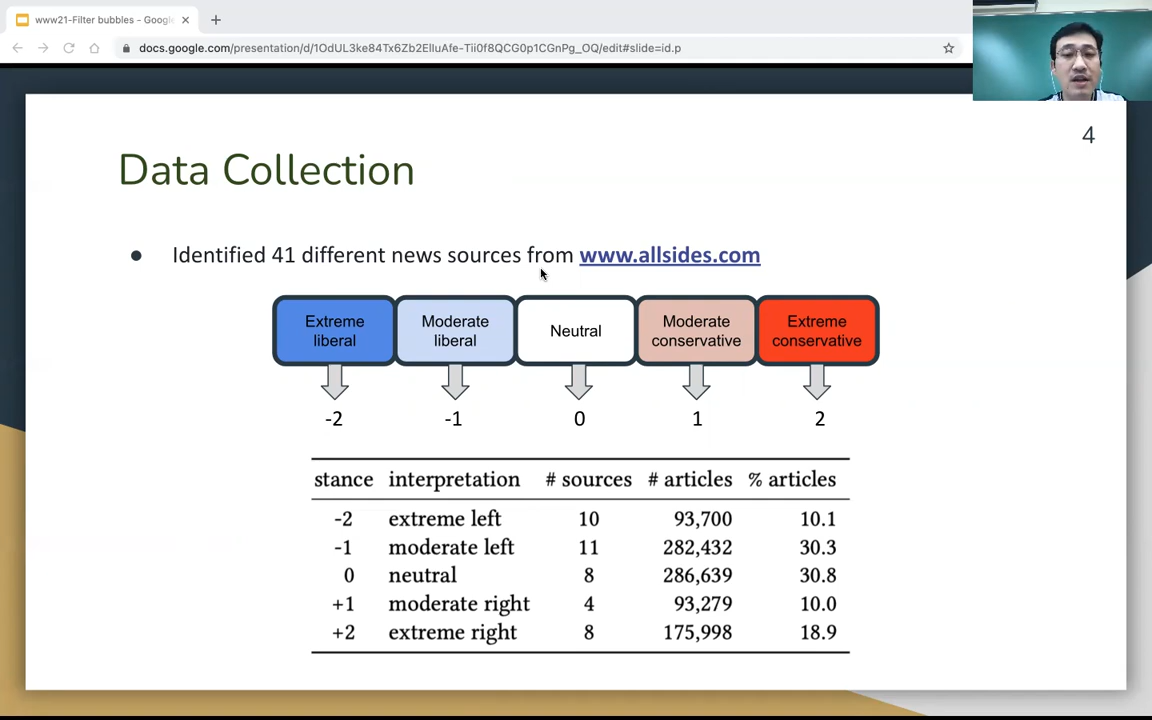 www21-Filter bubbles - Goog
docs.google.com/presentation/d/1OdUL3ke84Tx6Zb2ElluAfe-Tii0f8QCG0p1CGnPg_OQ/edit#slide=id.p
4
Data Collection
● Identified 41 different news sources from www.allsides.com
Extreme liberal
Moderate liberal
Neutral
Moderate conservative
Extreme conservative
-2 -1 0 1 2
stance interpretation # sources # articles % articles
-2 extreme left 10 93,700 10.1
-1 moderate left 11 282,432 30.3
0 neutral 8 286,639 30.8
+1 moderate right 4 93,279 10.0
+2 extreme right 8 175,998 18.9